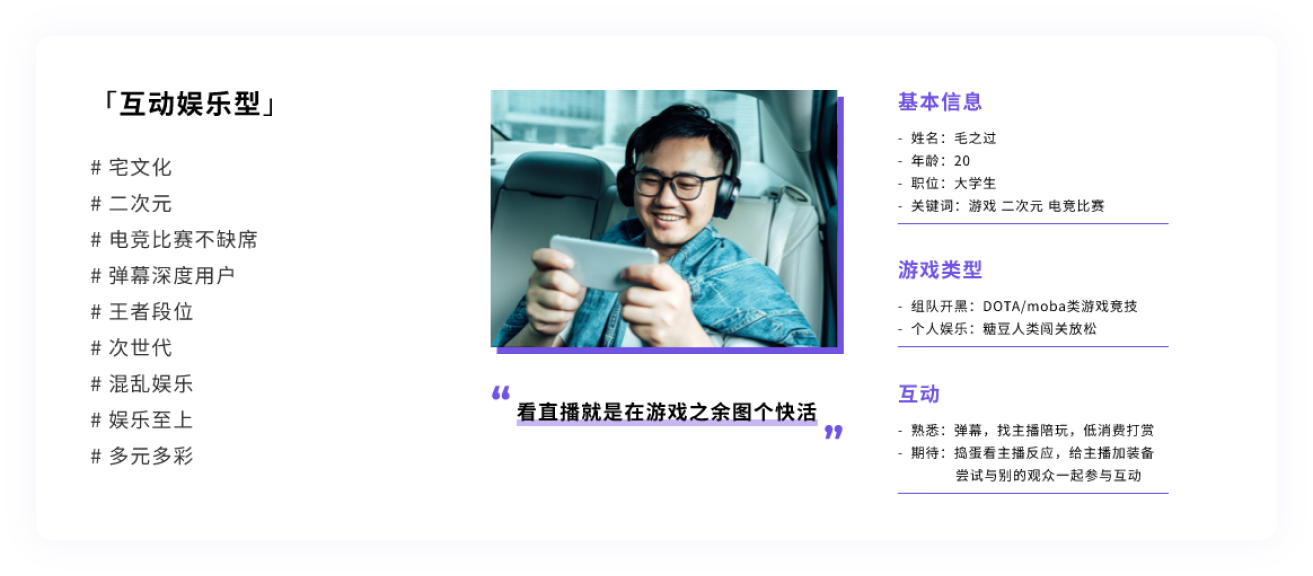 「互动娱乐型」
# 宅文化
# 二次元
# 电竞比赛不缺席
# 弹幕深度用户
# 王者段位
# 次世代
# 混乱娱乐
# 娱乐至上
# 多元多彩
“看直播就是在游戏之余图个快活”
基本信息
- 姓名：毛之过
- 年龄：20
- 职位：大学生
- 关键词：游戏 二次元 电竞比赛
游戏类型
- 组队开黑：DOTA/moba类游戏竞技
- 个人娱乐：糖豆人类闯关放松
互动
- 熟悉：弹幕，找主播陪玩，低消费打赏
- 期待：捣蛋看主播反应，给主播加装备
尝试与别的观众一起参与互动